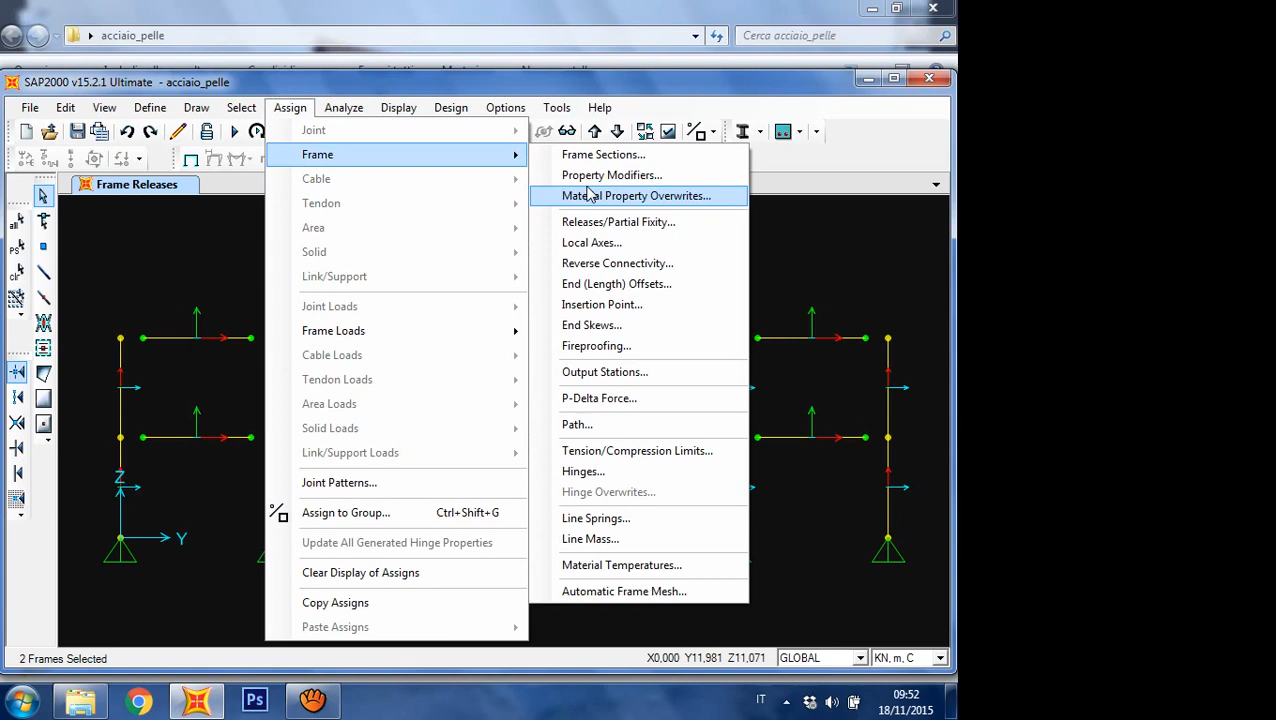 acciaio_pelle
Cerca acciaio_pelle
SAP2000 v15.2.1 Ultimate - acciaio_pelle
File Edit View Define Draw Select Assign Analyze Display Design Options Tools Help
Frame Releases
Joint
Frame
Cable
Tendon
Area
Solid
Link/Support
Joint Loads
Frame Loads
Cable Loads
Tendon Loads
Area Loads
Solid Loads
Link/Support Loads
Joint Patterns...
Assign to Group... Ctrl+Shift+G
Update All Generated Hinge Properties
Clear Display of Assigns
Copy Assigns
Paste Assigns
Frame Sections...
Property Modifiers...
Material Property Overwrites...
Releases/Partial Fixity...
Local Axes...
Reverse Connectivity...
End (Length) Offsets...
Insertion Point...
End Skews...
Fireproofing...
Output Stations...
P-Delta Force...
Path...
Tension/Compression Limits...
Hinges...
Hinge Overwrites...
Line Springs...
Line Mass...
Material Temperatures...
Automatic Frame Mesh...
all
PS
clr
Z
Y
2 Frames Selected
X0,000 Y11,981 Z11,071
GLOBAL
KN, m, C
Ps
IT
09:52
18/11/2015